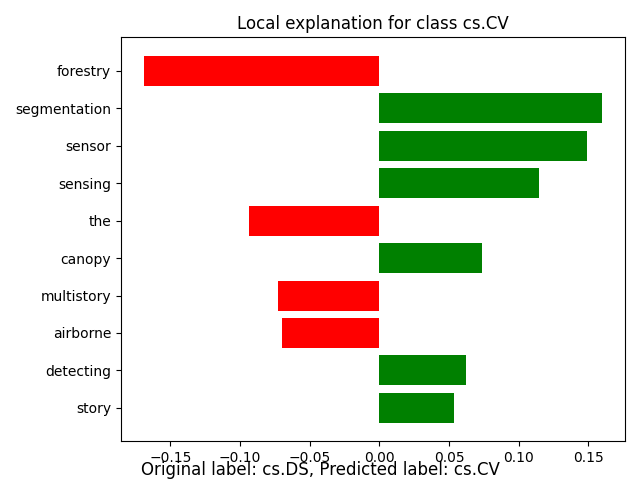 Local explanation for class cs.CV
forestry
segmentation
sensor
sensing
the
canopy
multistory
airborne
detecting
story
−0.15 −0.10 −0.05 0.00 0.05 0.10 0.15
Original label: cs.DS, Predicted label: cs.CV